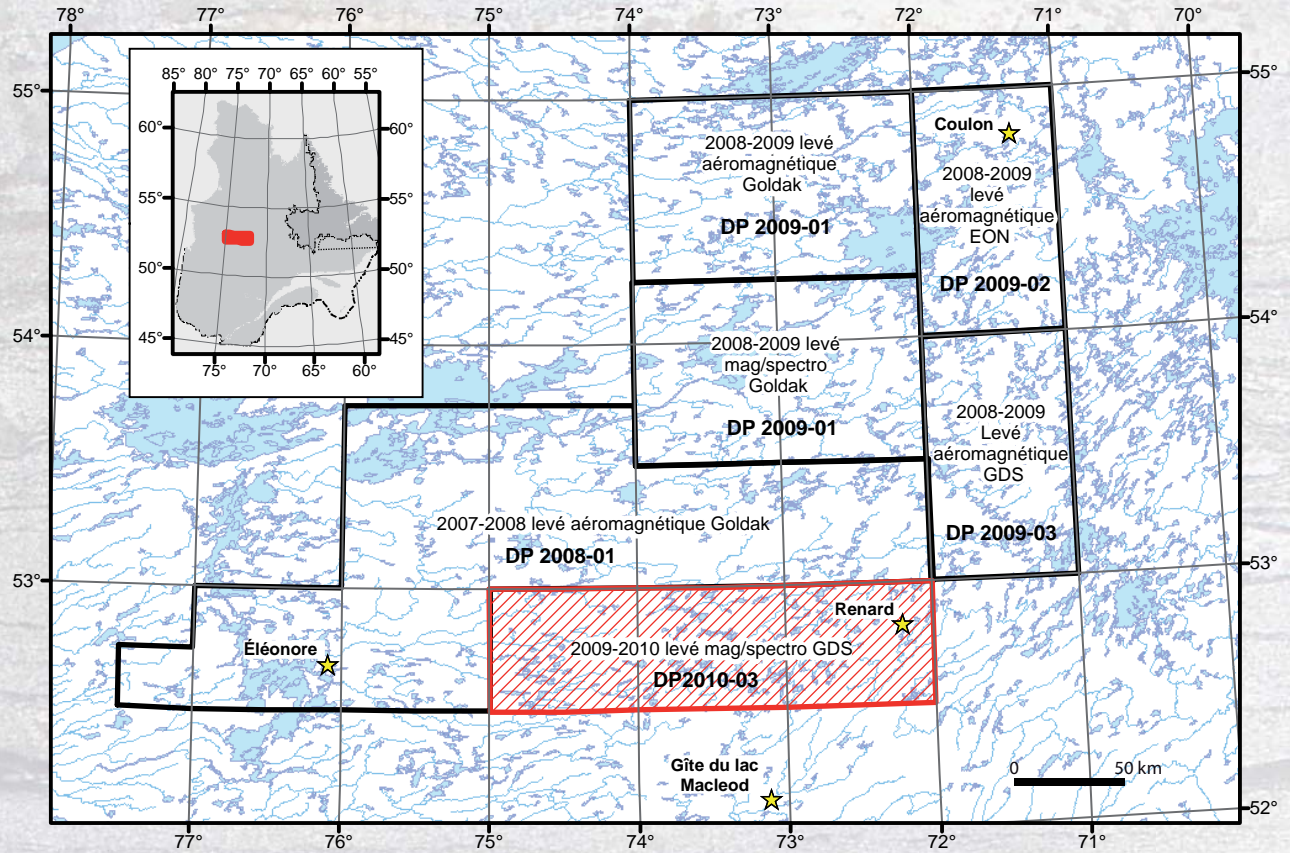 78° 77° 76° 75° 74° 73° 72° 71° 70°
85° 80° 75° 70° 65° 60° 55°
60° 60°
55° 55°
50° 50°
45° 45°
75° 70° 65° 60°
55° 55°
54° 54°
53° 53°
52°
2008-2009 levé
aéromagnétique
Goldak
DP 2009-01
Coulon
2008-2009
levé
aéromagnétique
EON
DP 2009-02
2008-2009 levé
mag/spectro
Goldak
DP 2009-01
2008-2009
Levé
aéromagnétique
GDS
DP 2009-03
2007-2008 levé aéromagnétique Goldak
DP 2008-01
Renard
Éléonore
2009-2010 levé mag/spectro GDS
DP2010-03
Gîte du lac
Macleod
0 50 km
77° 76° 75° 74° 73° 72° 71°